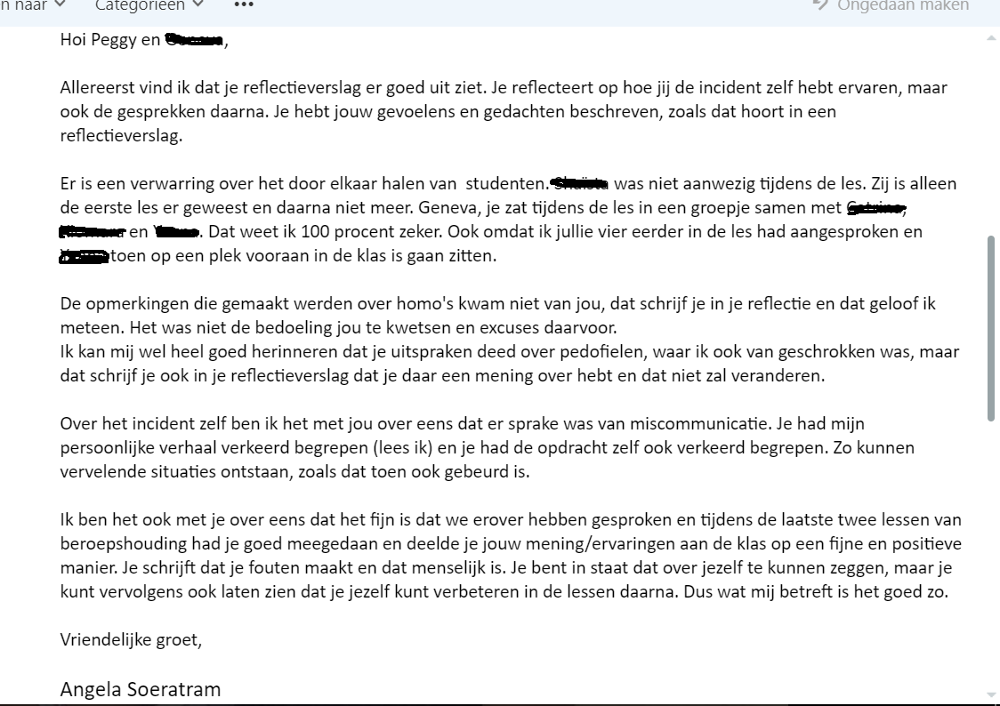 n naar Categorieën ••• Ongedaan maken
Hoi Peggy en ,
Allereerst vind ik dat je reflectieverslag er goed uit ziet. Je reflecteert op hoe jij de incident zelf hebt ervaren, maar
ook de gesprekken daarna. Je hebt jouw gevoelens en gedachten beschreven, zoals dat hoort in een
reflectieverslag.
Er is een verwarring over het door elkaar halen van studenten. was niet aanwezig tijdens de les. Zij is alleen
de eerste les er geweest en daarna niet meer. Geneva, je zat tijdens de les in een groepje samen met ,
en . Dat weet ik 100 procent zeker. Ook omdat ik jullie vier eerder in de les had aangesproken en
toen op een plek vooraan in de klas is gaan zitten.
De opmerkingen die gemaakt werden over homo's kwam niet van jou, dat schrijf je in je reflectie en dat geloof ik
meteen. Het was niet de bedoeling jou te kwetsen en excuses daarvoor.
Ik kan mij wel heel goed herinneren dat je uitspraken deed over pedofielen, waar ik ook van geschrokken was, maar
dat schrijf je ook in je reflectieverslag dat je daar een mening over hebt en dat niet zal veranderen.
Over het incident zelf ben ik het met jou over eens dat er sprake was van miscommunicatie. Je had mijn
persoonlijke verhaal verkeerd begrepen (lees ik) en je had de opdracht zelf ook verkeerd begrepen. Zo kunnen
vervelende situaties ontstaan, zoals dat toen ook gebeurd is.
Ik ben het ook met je over eens dat het fijn is dat we erover hebben gesproken en tijdens de laatste twee lessen van
beroepshouding had je goed meegedaan en deelde je jouw mening/ervaringen aan de klas op een fijne en positieve
manier. Je schrijft dat je fouten maakt en dat menselijk is. Je bent in staat dat over jezelf te kunnen zeggen, maar je
kunt vervolgens ook laten zien dat je jezelf kunt verbeteren in de lessen daarna. Dus wat mij betreft is het goed zo.
Vriendelijke groet,
Angela Soeratram